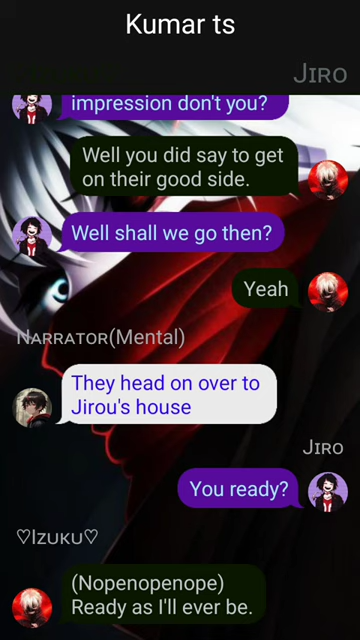 Kumar ts
Jiro
impression don't you?
Well you did say to get
on their good side.
Well shall we go then?
Yeah
Narrator(Mental)
They head on over to
Jirou's house
Jiro
You ready?
♡Izuku♡
(Nopenopenope)
Ready as I'll ever be.